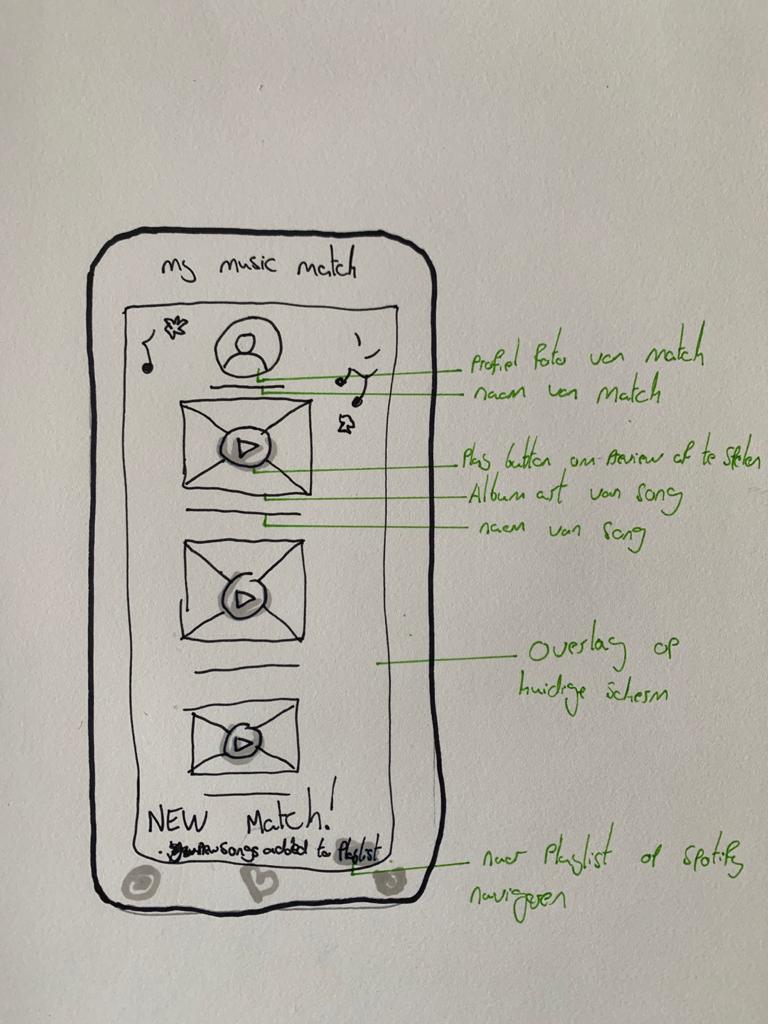 my music match
Profiel foto van match
naam van match
Play button om preview af te spelen
Album art van song
naam van song
Overlay op
huidige scherm
NEW Match!
songs added to Playlist
naar Playlist op spotify
navigeren